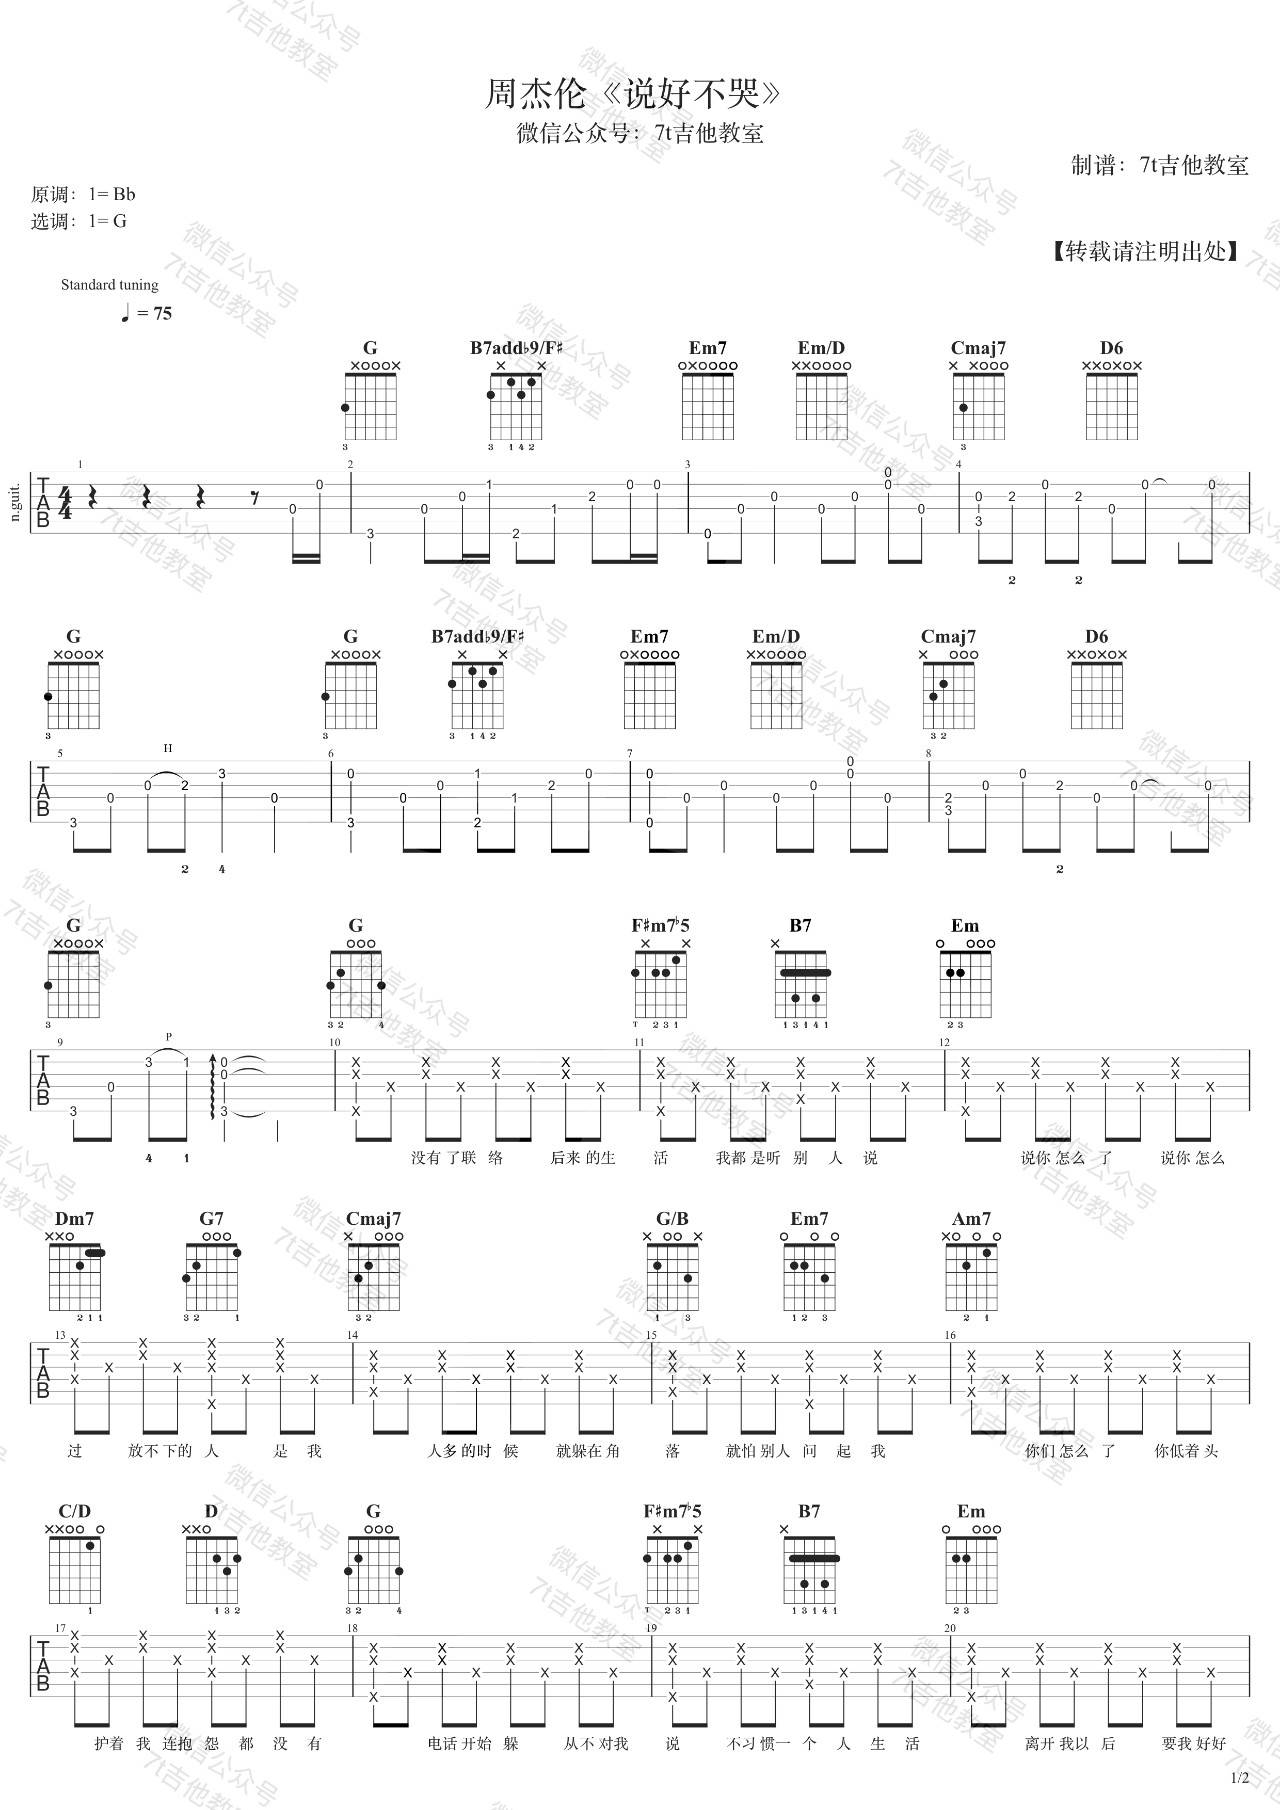 周杰伦《说好不哭》
微信公众号：7t吉他教室
制谱：7t吉他教室
原调：1= Bb
选调：1= G
【转载请注明出处】
Standard tuning
♩ = 75
G B7add♭9/F♯ Em7 Em/D Cmaj7 D6
n.guit.
G G B7add♭9/F♯ Em7 Em/D Cmaj7 D6
H
G G F♯m7♭5 B7 Em
P
没有 了联 络 后来 的生 活 我都 是听 别 人 说 说你 怎么 了 说你 怎么
Dm7 G7 Cmaj7 G/B Em7 Am7
过 放不 下的 人 是 我 人多 的时 候 就躲在 角 落 就怕 别人 问 起 我 你们 怎么 了 你低 着 头
C/D D G F♯m7♭5 B7 Em
护着 我 连抱 怨 都 没 有 电话 开始 躲 从不 对我 说 不习 惯一 个 人 生 活 离开 我以 后 要我 好好
1/2